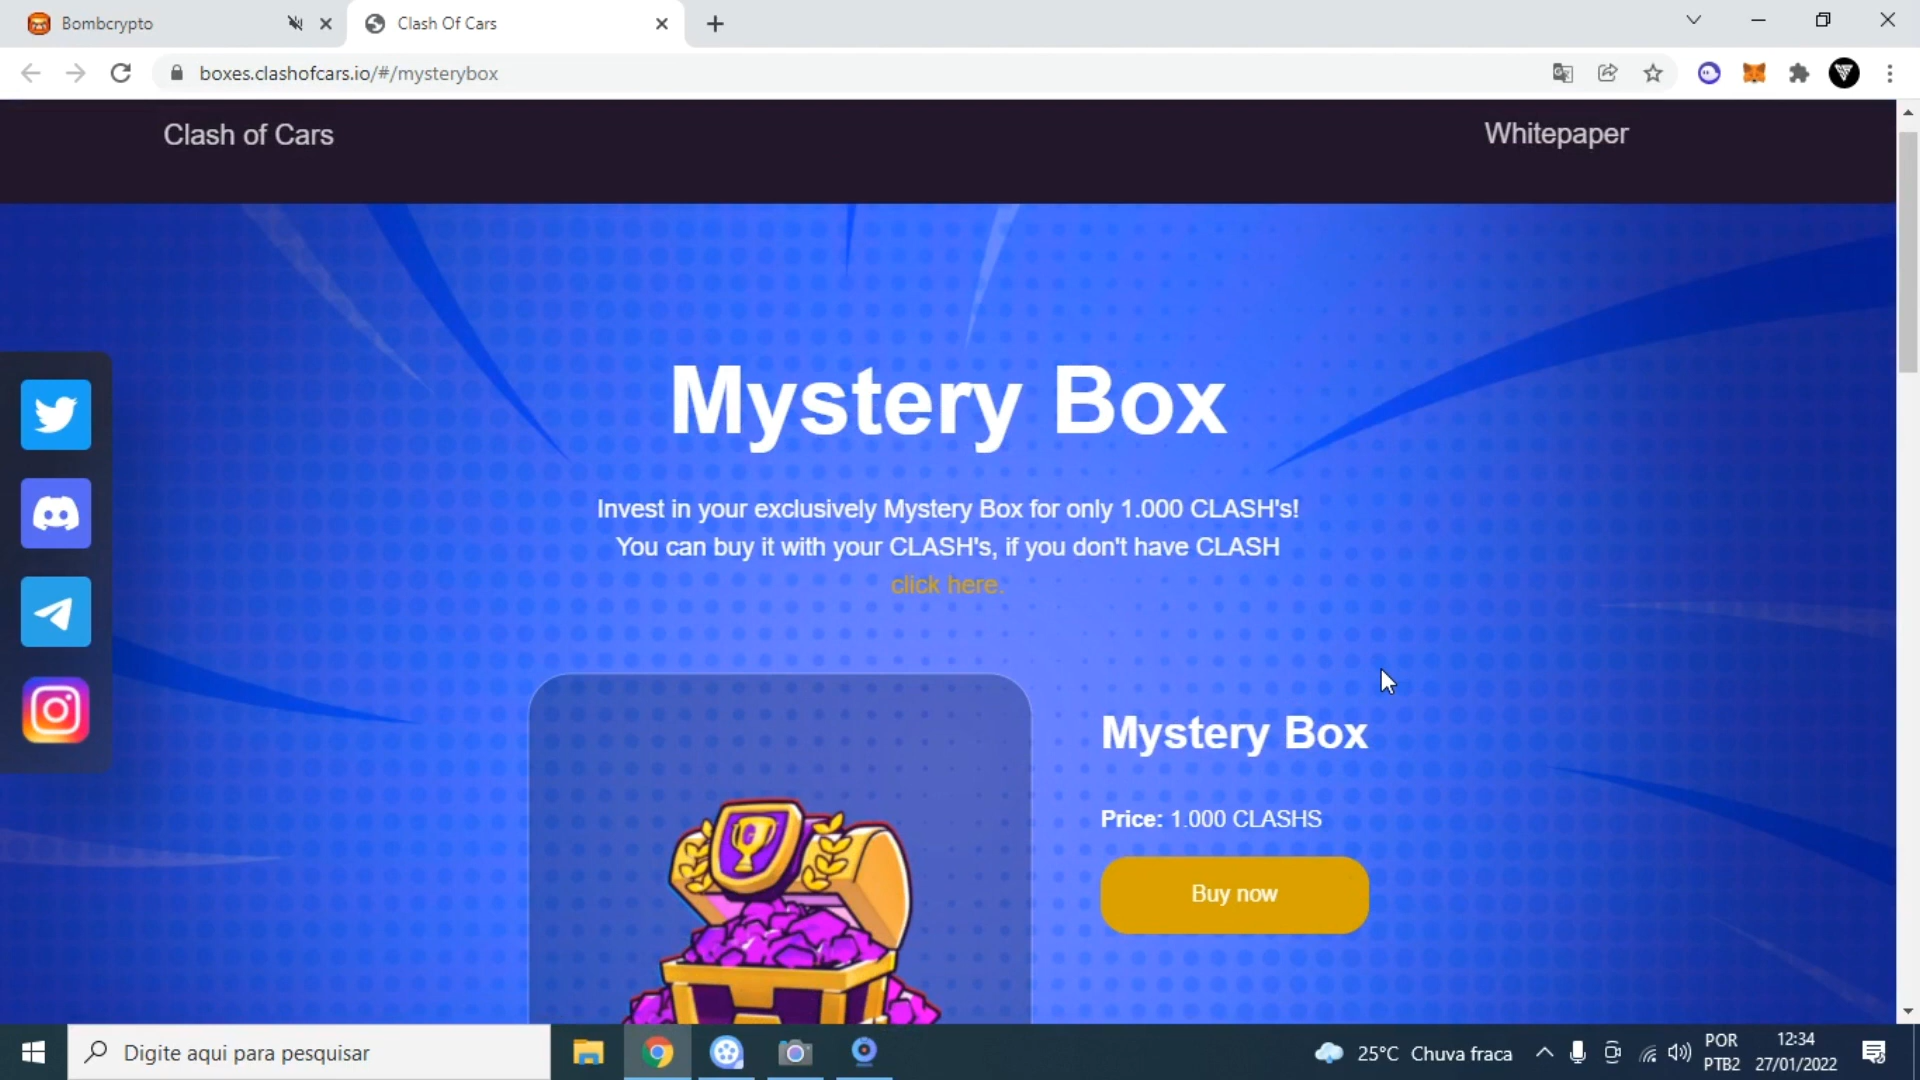 Bombcrypto
Clash Of Cars
boxes.clashofcars.io/#/mysterybox
Clash of Cars
Whitepaper
Mystery Box
Invest in your exclusively Mystery Box for only 1.000 CLASH's!
You can buy it with your CLASH's, if you don't have CLASH
click here.
Mystery Box
Price: 1.000 CLASHS
Buy now
Digite aqui para pesquisar
25°C Chuva fraca
POR
PTB2
12:34
27/01/2022